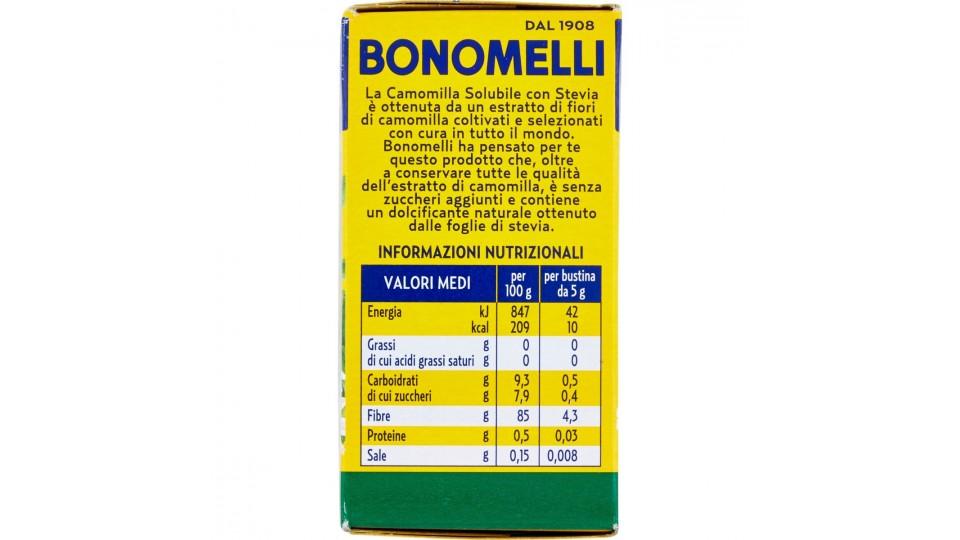 DAL 1908
BONOMELLI
La Camomilla Solubile con Stevia
è ottenuta da un estratto di fiori
di camomilla coltivati e selezionati
con cura in tutto il mondo.
Bonomelli ha pensato per te
questo prodotto che, oltre
a conservare tutte le qualità
dell'estratto di camomilla, è senza
zuccheri aggiunti e contiene
un dolcificante naturale ottenuto
dalle foglie di stevia.
INFORMAZIONI NUTRIZIONALI
VALORI MEDI per 100 g per bustina da 5 g
Energia kJ 847 42
kcal 209 10
Grassi g 0 0
di cui acidi grassi saturi g 0 0
Carboidrati g 9,3 0,5
di cui zuccheri g 7,9 0,4
Fibre g 85 4,3
Proteine g 0,5 0,03
Sale g 0,15 0,008